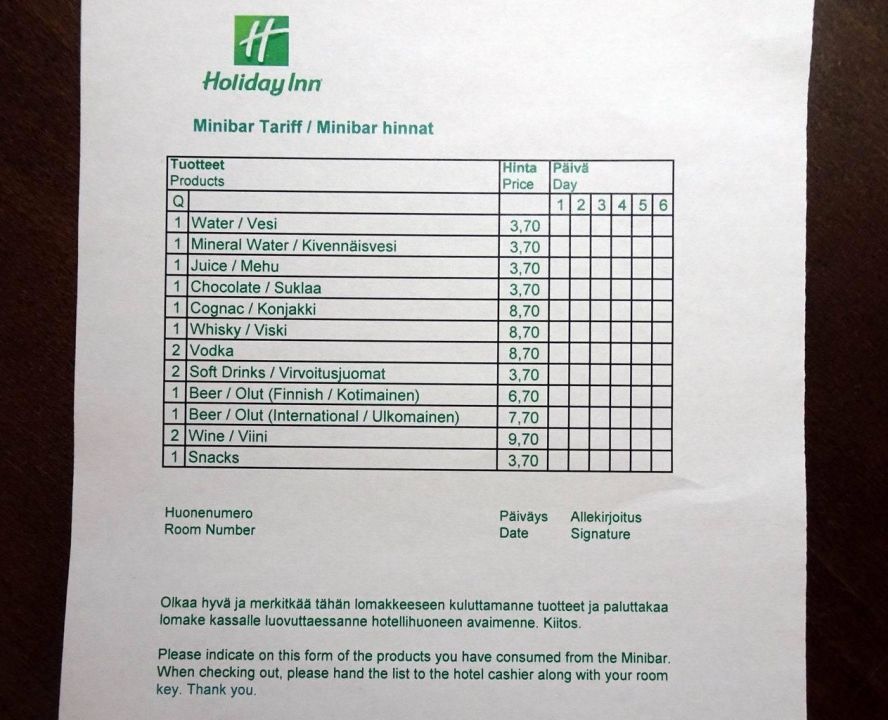 H
Holiday Inn
Minibar Tariff / Minibar hinnat
Tuotteet Hinta Päivä
Products Price Day
Q 1 2 3 4 5 6
1 Water / Vesi 3,70
1 Mineral Water / Kivennäisvesi 3,70
1 Juice / Mehu 3,70
1 Chocolate / Suklaa 3,70
1 Cognac / Konjakki 8,70
1 Whisky / Viski 8,70
2 Vodka 8,70
2 Soft Drinks / Virvoitusjuomat 3,70
1 Beer / Olut (Finnish / Kotimainen) 6,70
1 Beer / Olut (International / Ulkomainen) 7,70
2 Wine / Viini 9,70
1 Snacks 3,70
Huonenumero Päiväys Allekirjoitus
Room Number Date Signature
Olkaa hyvä ja merkitkää tähän lomakkeeseen kuluttamanne tuotteet ja paluttakaa
lomake kassalle luovuttaessanne hotellihuoneen avaimenne. Kiitos.
Please indicate on this form of the products you have consumed from the Minibar.
When checking out, please hand the list to the hotel cashier along with your room
key. Thank you.